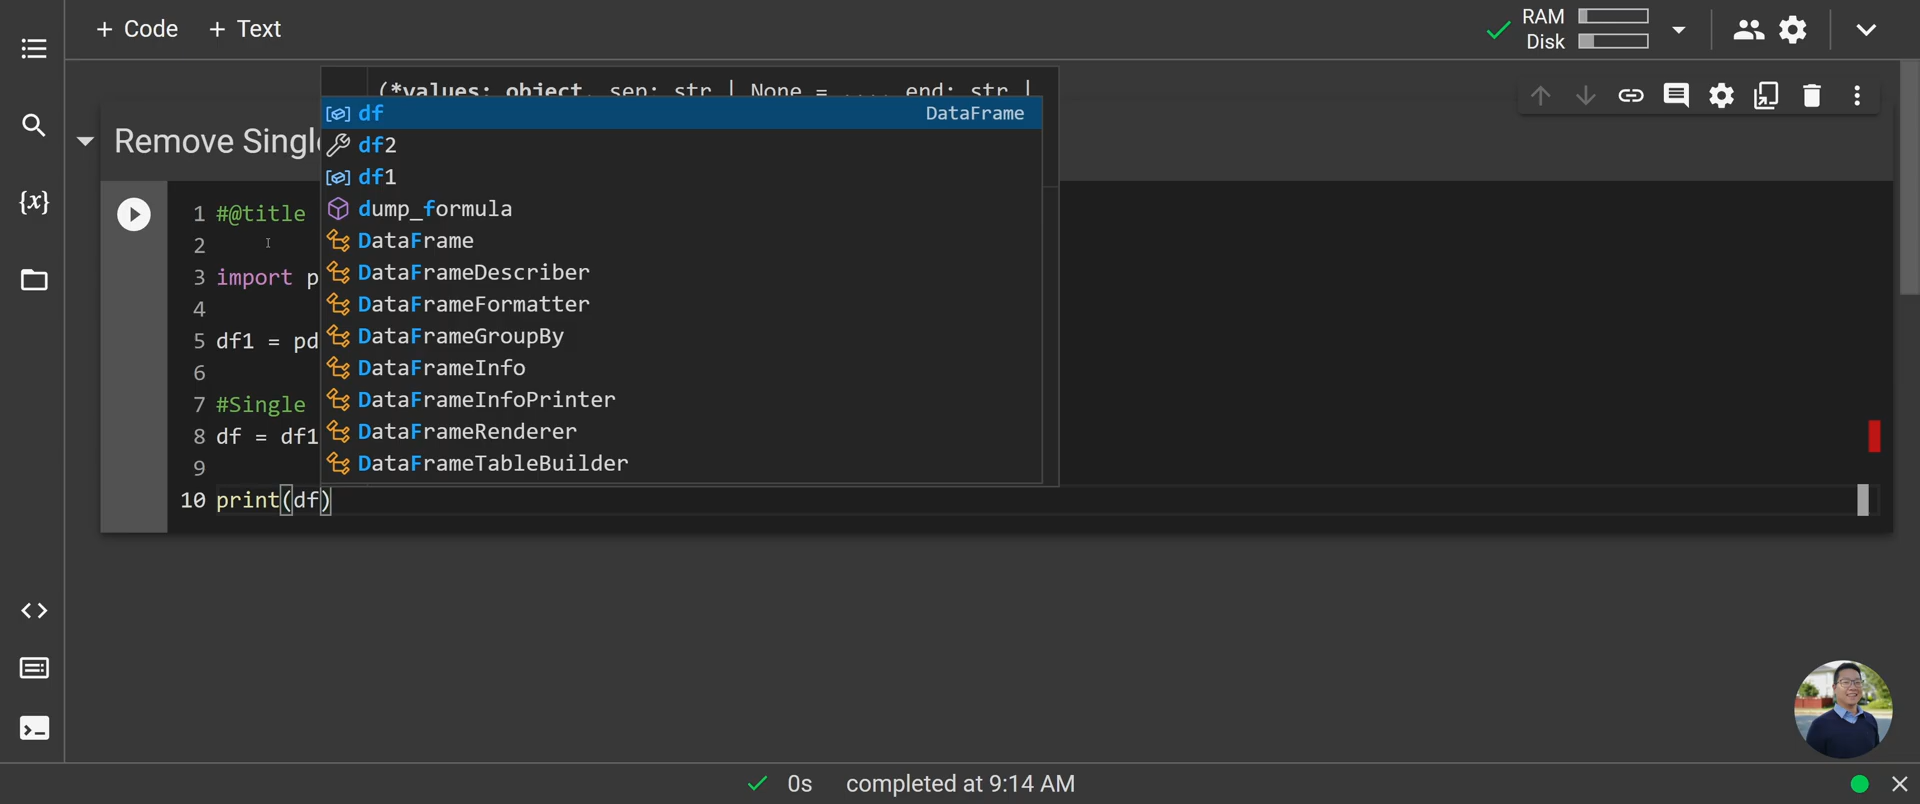 + Code + Text
RAM
Disk
(*values: object, sep: str | None = ..., end: str |
df DataFrame
df2
df1
dump_formula
DataFrame
DataFrameDescriber
DataFrameFormatter
DataFrameGroupBy
DataFrameInfo
DataFrameInfoPrinter
DataFrameRenderer
DataFrameTableBuilder
Remove Singl
{x}
1 #@title
2
3 import p
4
5 df1 = pd
6
7 #Single
8 df = df1
9
10 print(df)
0s completed at 9:14 AM